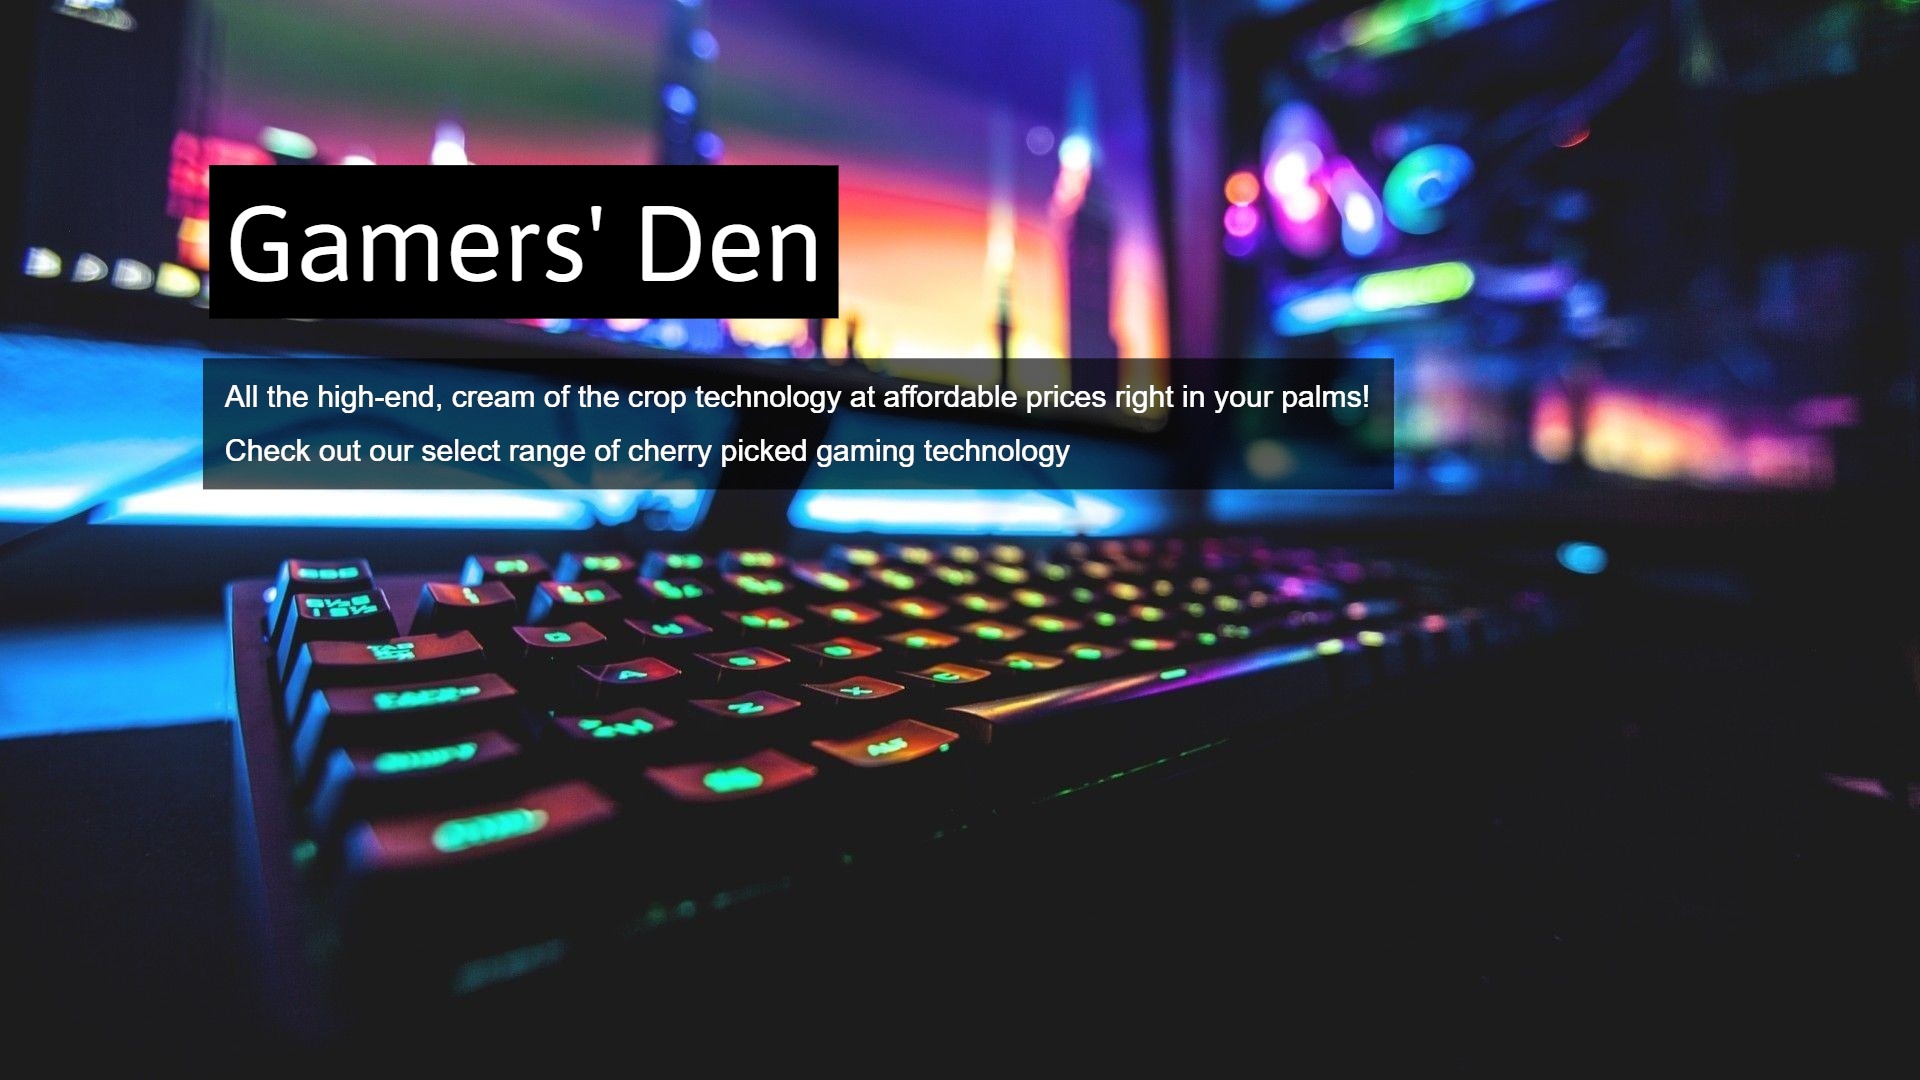 Gamers' Den
All the high-end, cream of the crop technology at affordable prices right in your palms!
Check out our select range of cherry picked gaming technology
ALT